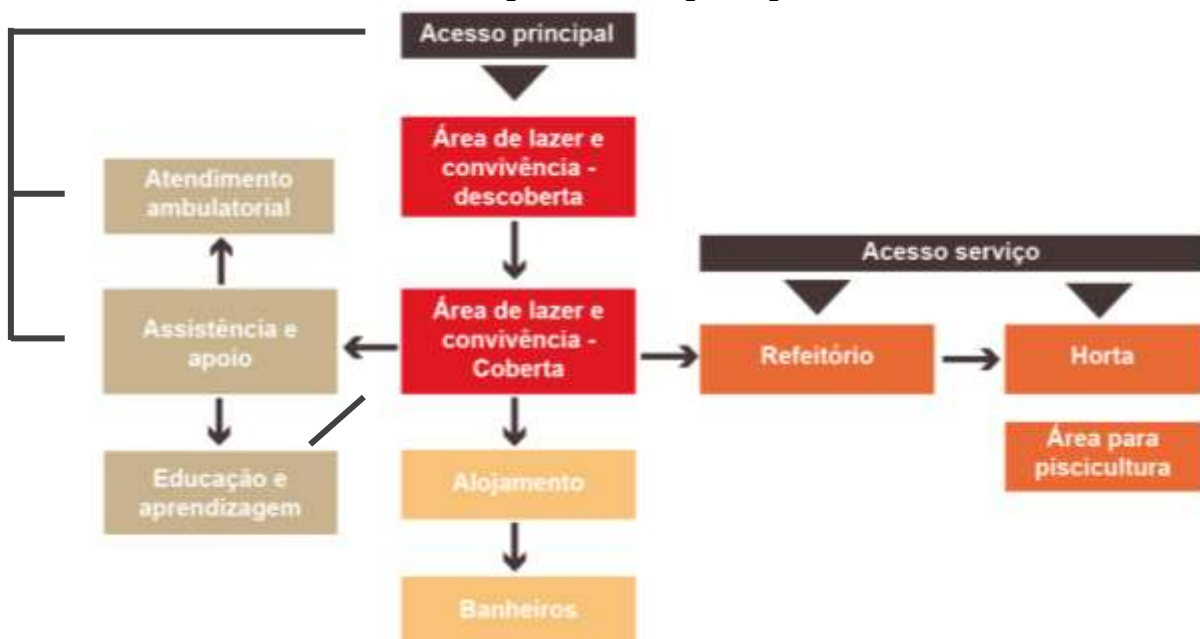 Acesso principal
Área de lazer e
convivência -
descoberta
Atendimento
ambulatorial
Acesso serviço
Assistência e
apoio
Área de lazer e
convivência -
Coberta
Refeitório
Horta
Educação e
aprendizagem
Alojamento
Área para
piscicultura
Banheiros